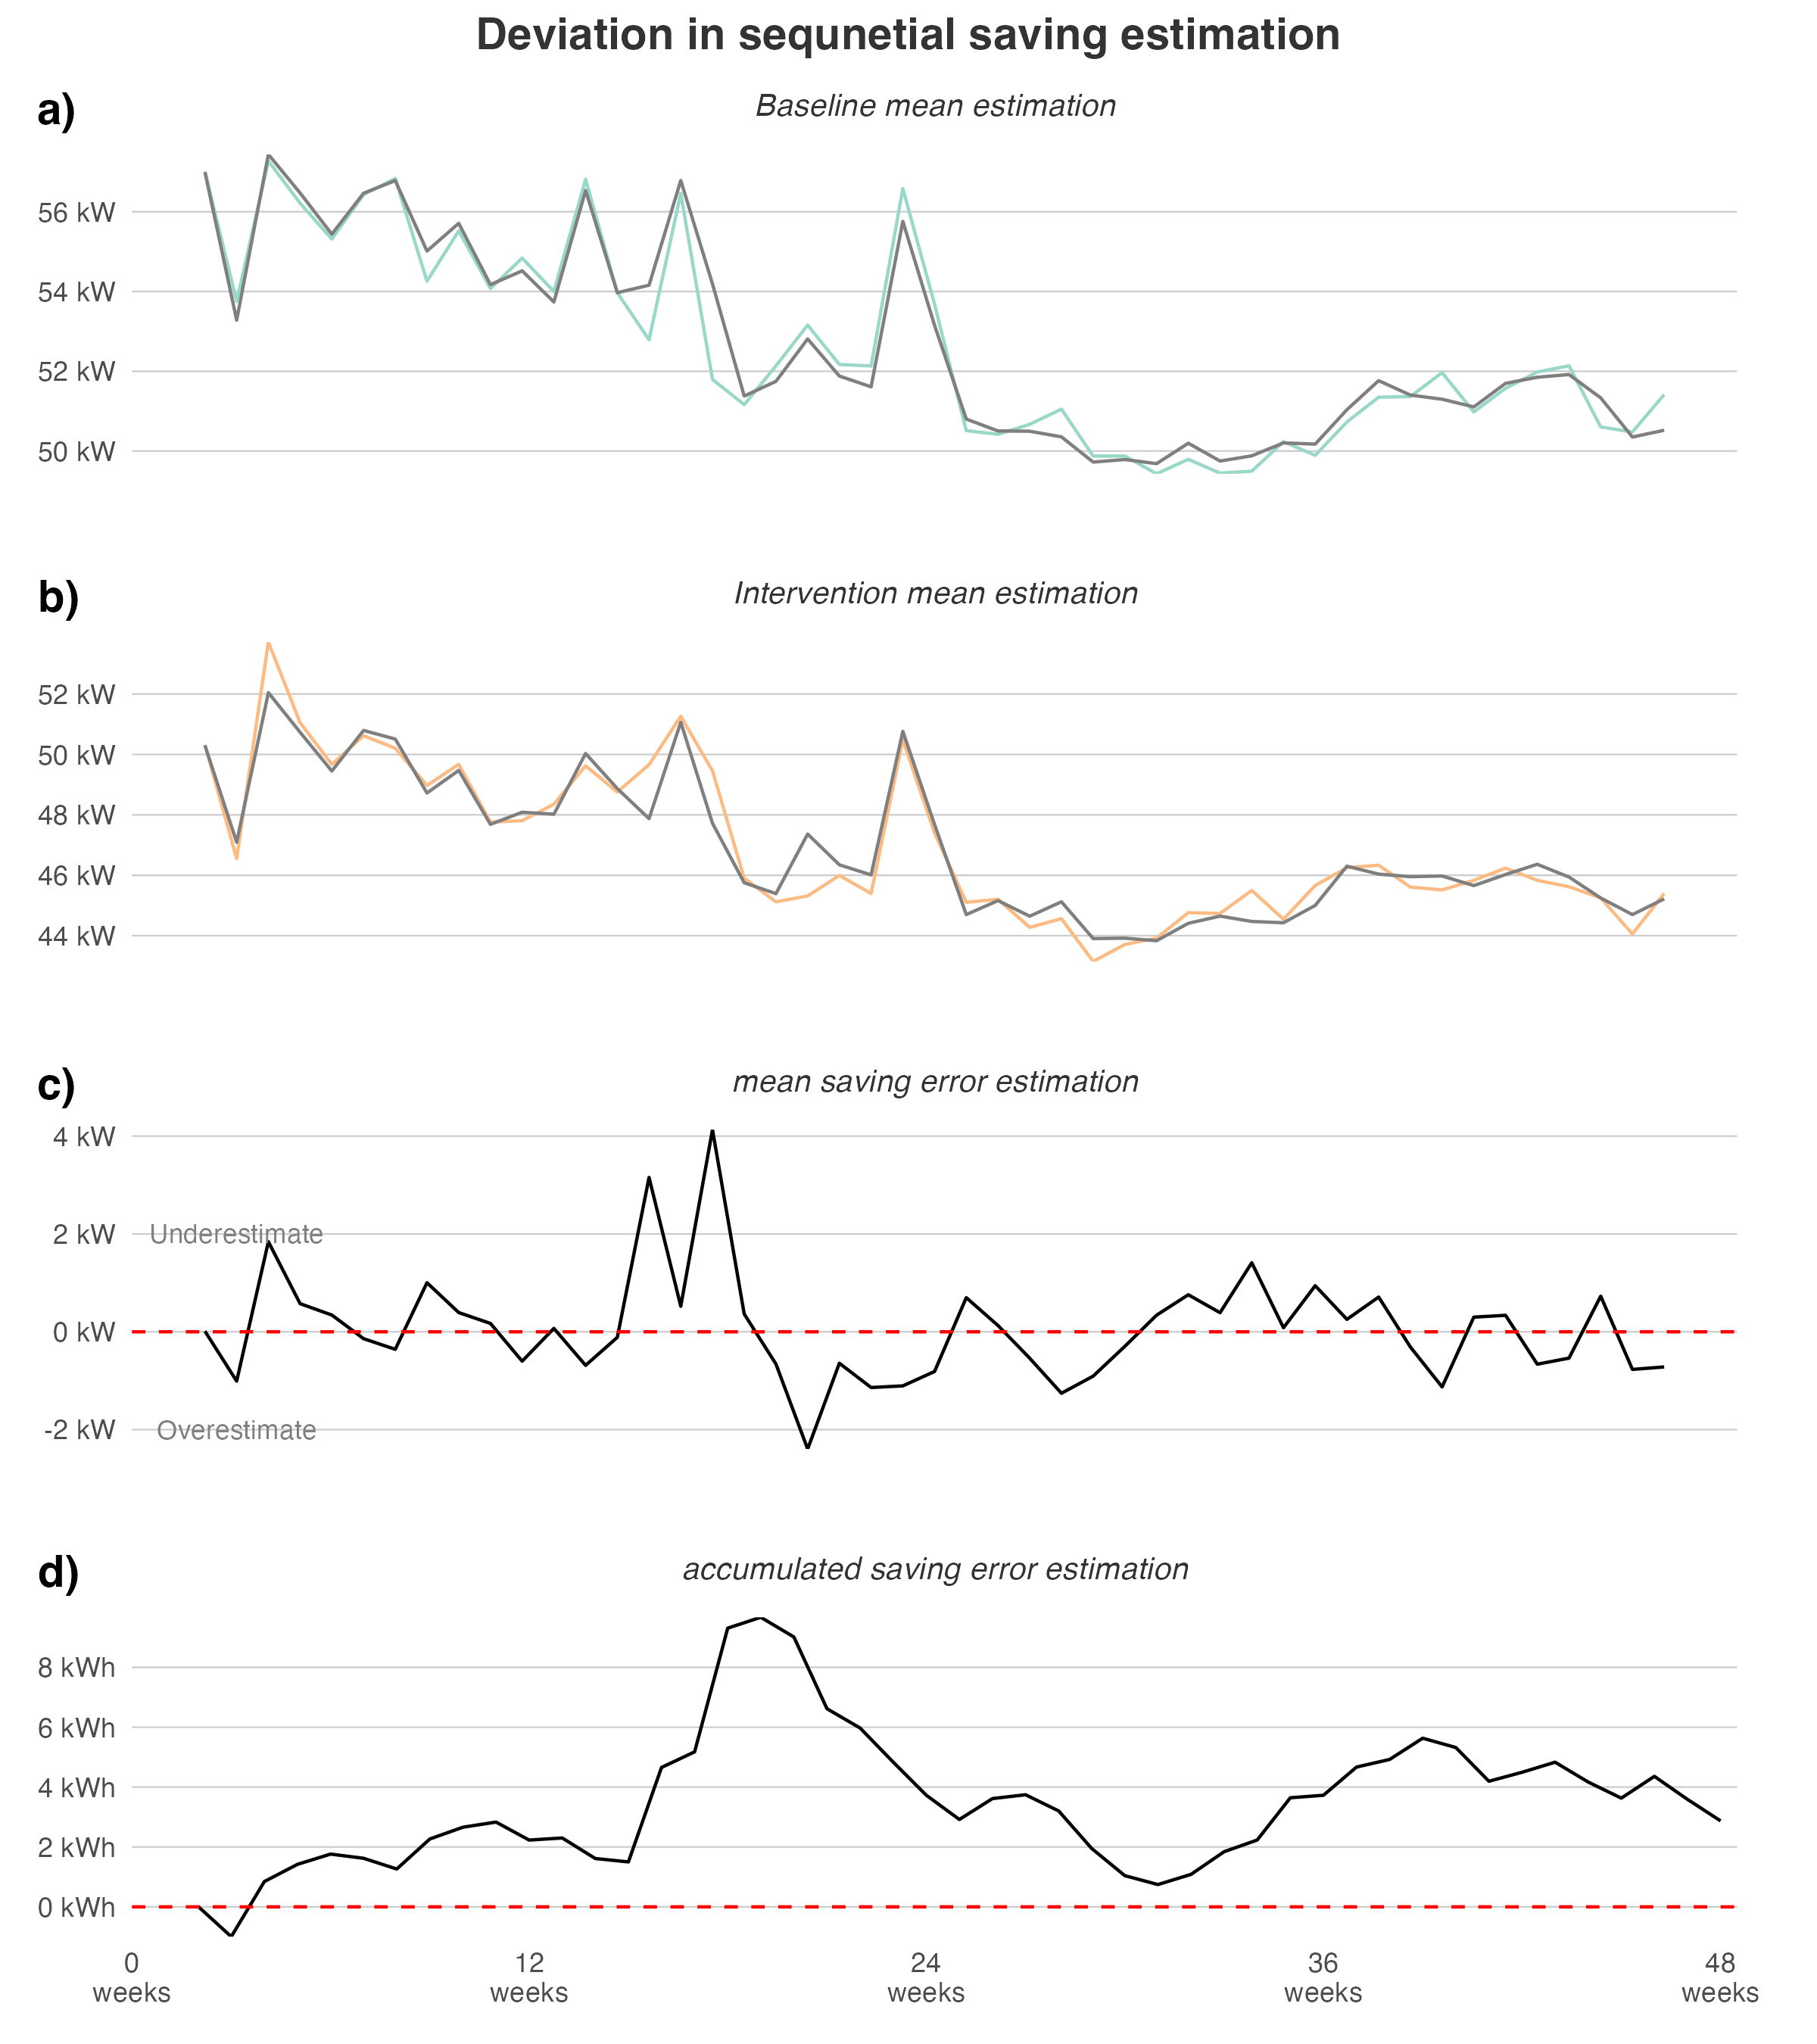 Deviation in sequnetial saving estimation
a)
Baseline mean estimation
56 kW
54 kW
52 kW
50 kW
b)
Intervention mean estimation
52 kW
50 kW
48 kW
46 kW
44 kW
c)
mean saving error estimation
4 kW
2 kW
Underestimate
0 kW
-2 kW
Overestimate
d)
accumulated saving error estimation
8 kWh
6 kWh
4 kWh
2 kWh
0 kWh
0
weeks
12
weeks
24
weeks
36
weeks
48
weeks